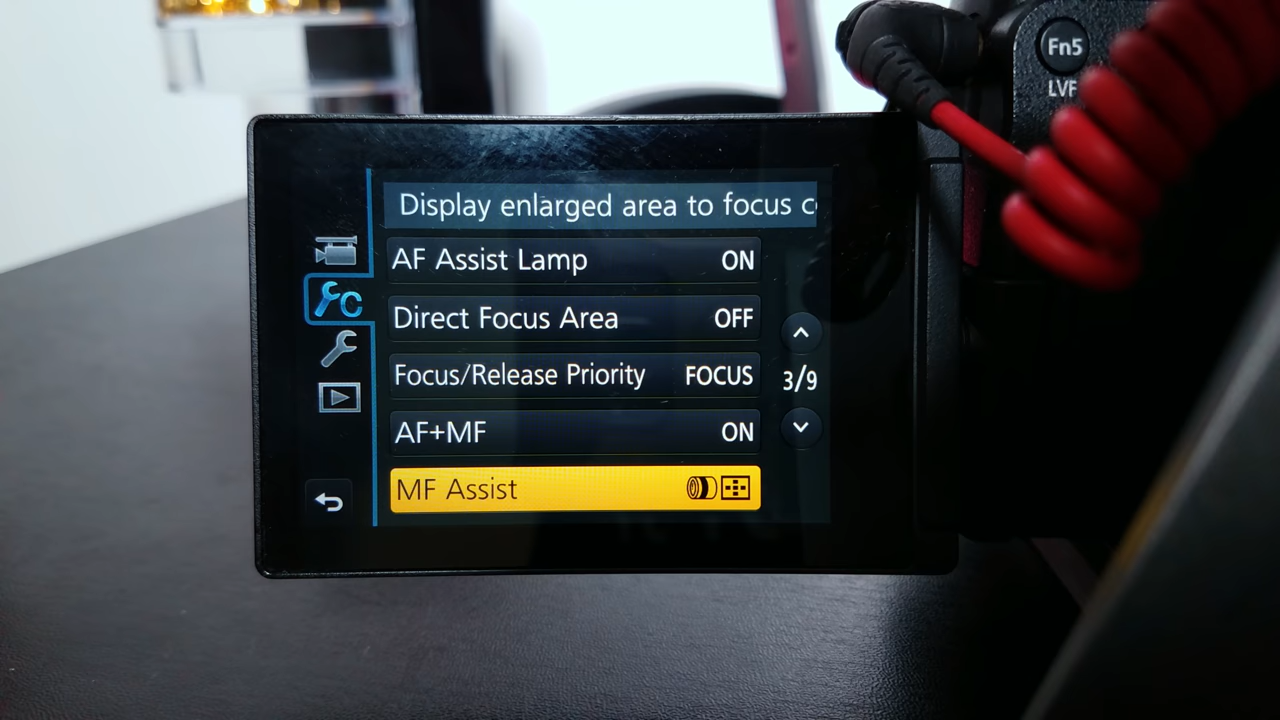 Fn5
LVF
Display enlarged area to focus c
AF Assist Lamp ON
Direct Focus Area OFF
Focus/Release Priority FOCUS
3/9
AF+MF ON
MF Assist
C